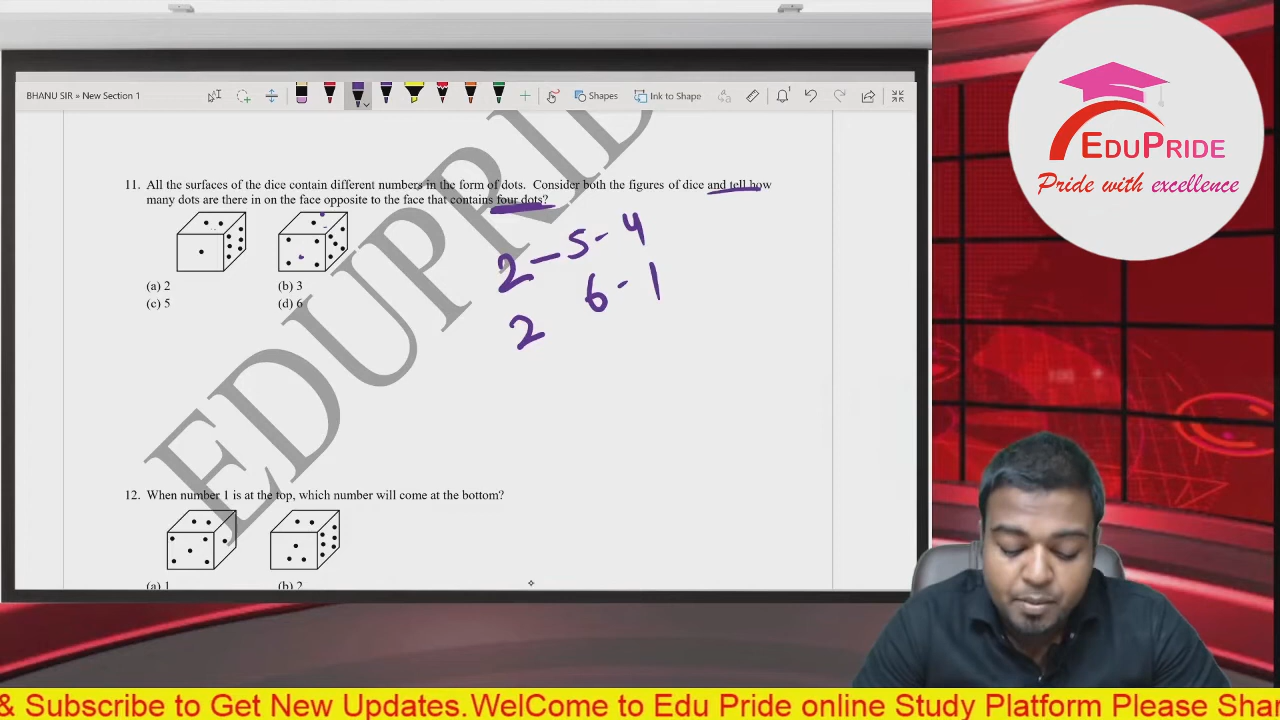 BHANU SIR » New Section 1
Shapes
Ink to Shape
EDUPRIDE
Pride with excellence
11. All the surfaces of the dice contain different numbers in the form of dots. Consider both the figures of dice and tell how
many dots are there in on the face opposite to the face that contains four dots?
2 - 5 - 4
6 - 1
2
(a) 2
(b) 3
(c) 5
(d) 6
EDUPRID
12. When number 1 is at the top, which number will come at the bottom?
(a) 1
(b) 2
& Subscribe to Get New Updates.WelCome to Edu Pride online Study Platform Please Shar